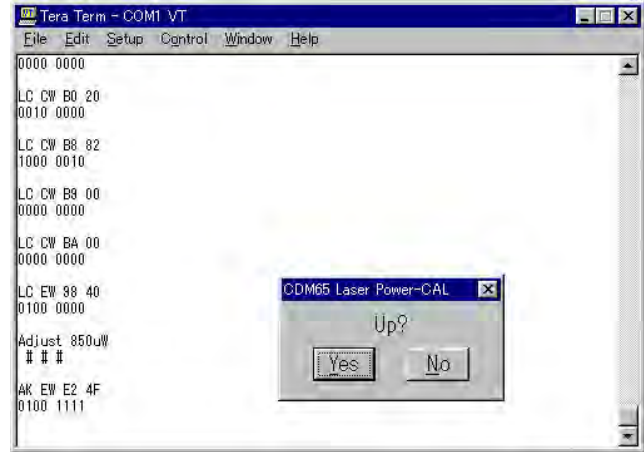 Tera Term - COM1 VT
File Edit Setup Control Window Help
0000 0000
LC CW B0 20
0010 0000
LC CW B8 82
1000 0010
LC CW B9 00
0000 0000
LC CW BA 00
0000 0000
LC EW 98 40
0100 0000
Adjust 850uW
# # #
AK EW E2 4F
0100 1111
CDM65 Laser Power-CAL
Up?
Yes No